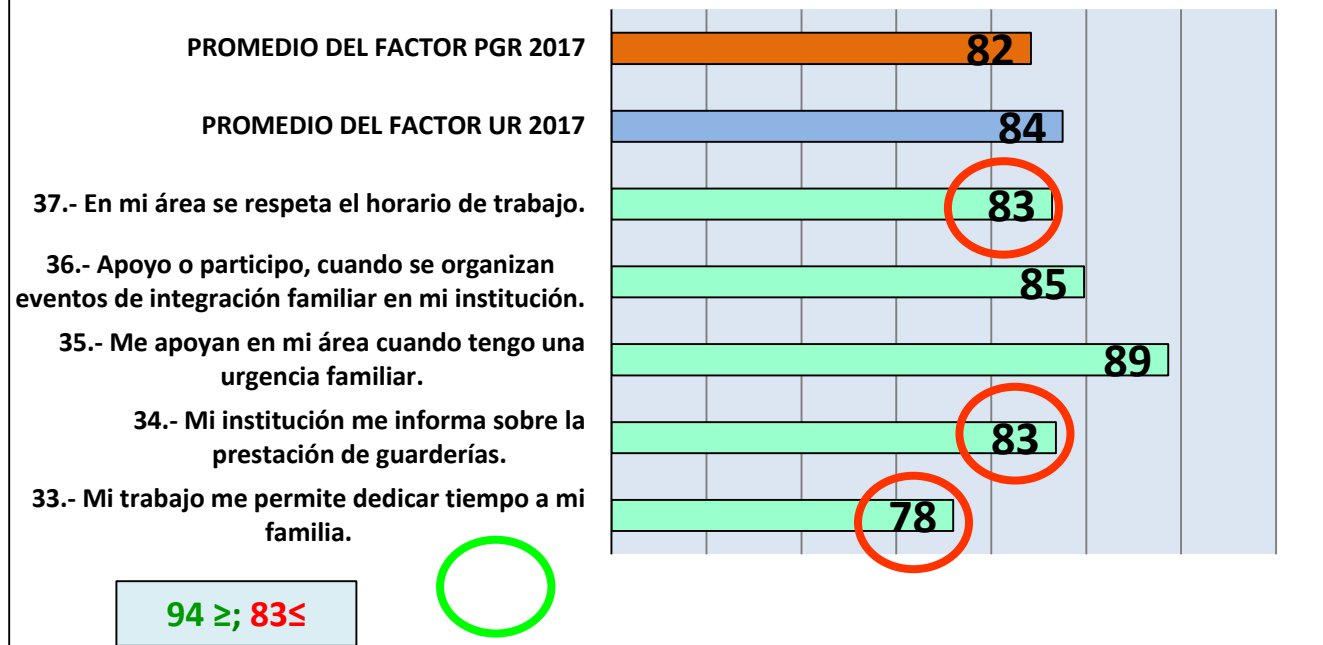 PROMEDIO DEL FACTOR PGR 2017
82
PROMEDIO DEL FACTOR UR 2017
84
37.- En mi área se respeta el horario de trabajo.
83
36.- Apoyo o participo, cuando se organizan
eventos de integración familiar en mi institución.
85
35.- Me apoyan en mi área cuando tengo una
urgencia familiar.
89
34.- Mi institución me informa sobre la
prestación de guarderías.
83
33.- Mi trabajo me permite dedicar tiempo a mi
familia.
78
94 ≥; 83≤